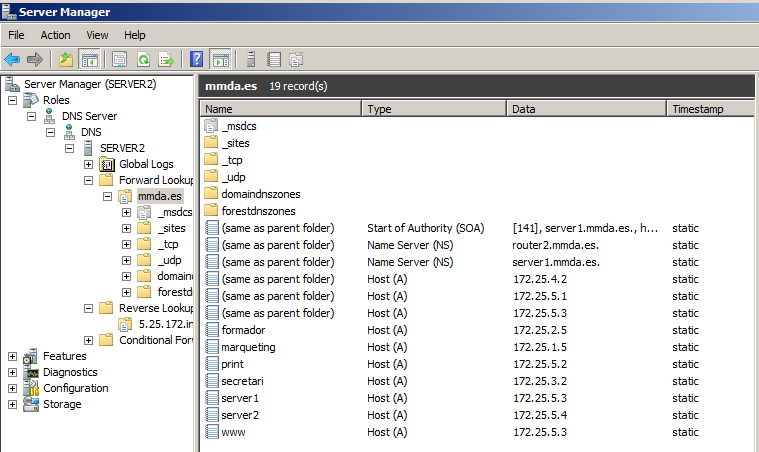 Server Manager
File Action View Help
Server Manager (SERVER2)
Roles
DNS Server
DNS
SERVER2
Global Logs
Forward Lookup
mmda.es
_msdcs
_sites
_tcp
_udp
domain
forestd
Reverse Lookup
5.25.172.in
Conditional Forw
Features
Diagnostics
Configuration
Storage
mmda.es 19 record(s)
Name Type Data Timestamp
_msdcs
_sites
_tcp
_udp
domaindnszones
forestdnszones
(same as parent folder) Start of Authority (SOA) [141], server1.mmda.es., h... static
(same as parent folder) Name Server (NS) router2.mmda.es. static
(same as parent folder) Name Server (NS) server1.mmda.es. static
(same as parent folder) Host (A) 172.25.4.2 static
(same as parent folder) Host (A) 172.25.5.1 static
(same as parent folder) Host (A) 172.25.5.3 static
formador Host (A) 172.25.2.5 static
marqueting Host (A) 172.25.1.5 static
print Host (A) 172.25.5.2 static
secretari Host (A) 172.25.3.2 static
server1 Host (A) 172.25.5.3 static
server2 Host (A) 172.25.5.4 static
www Host (A) 172.25.5.3 static